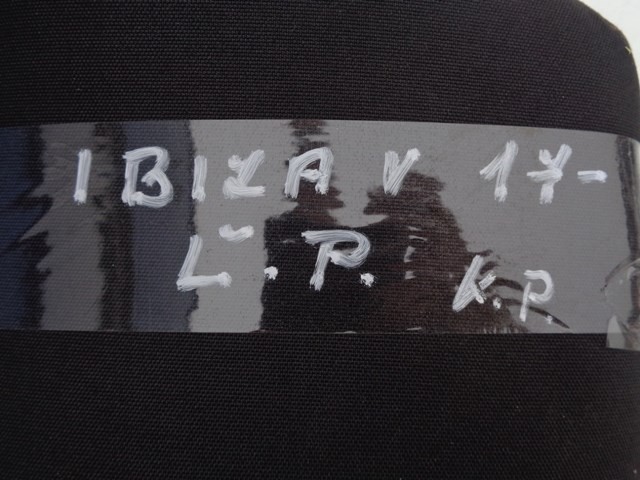 IBIZA V 17-
L. P. K.P.